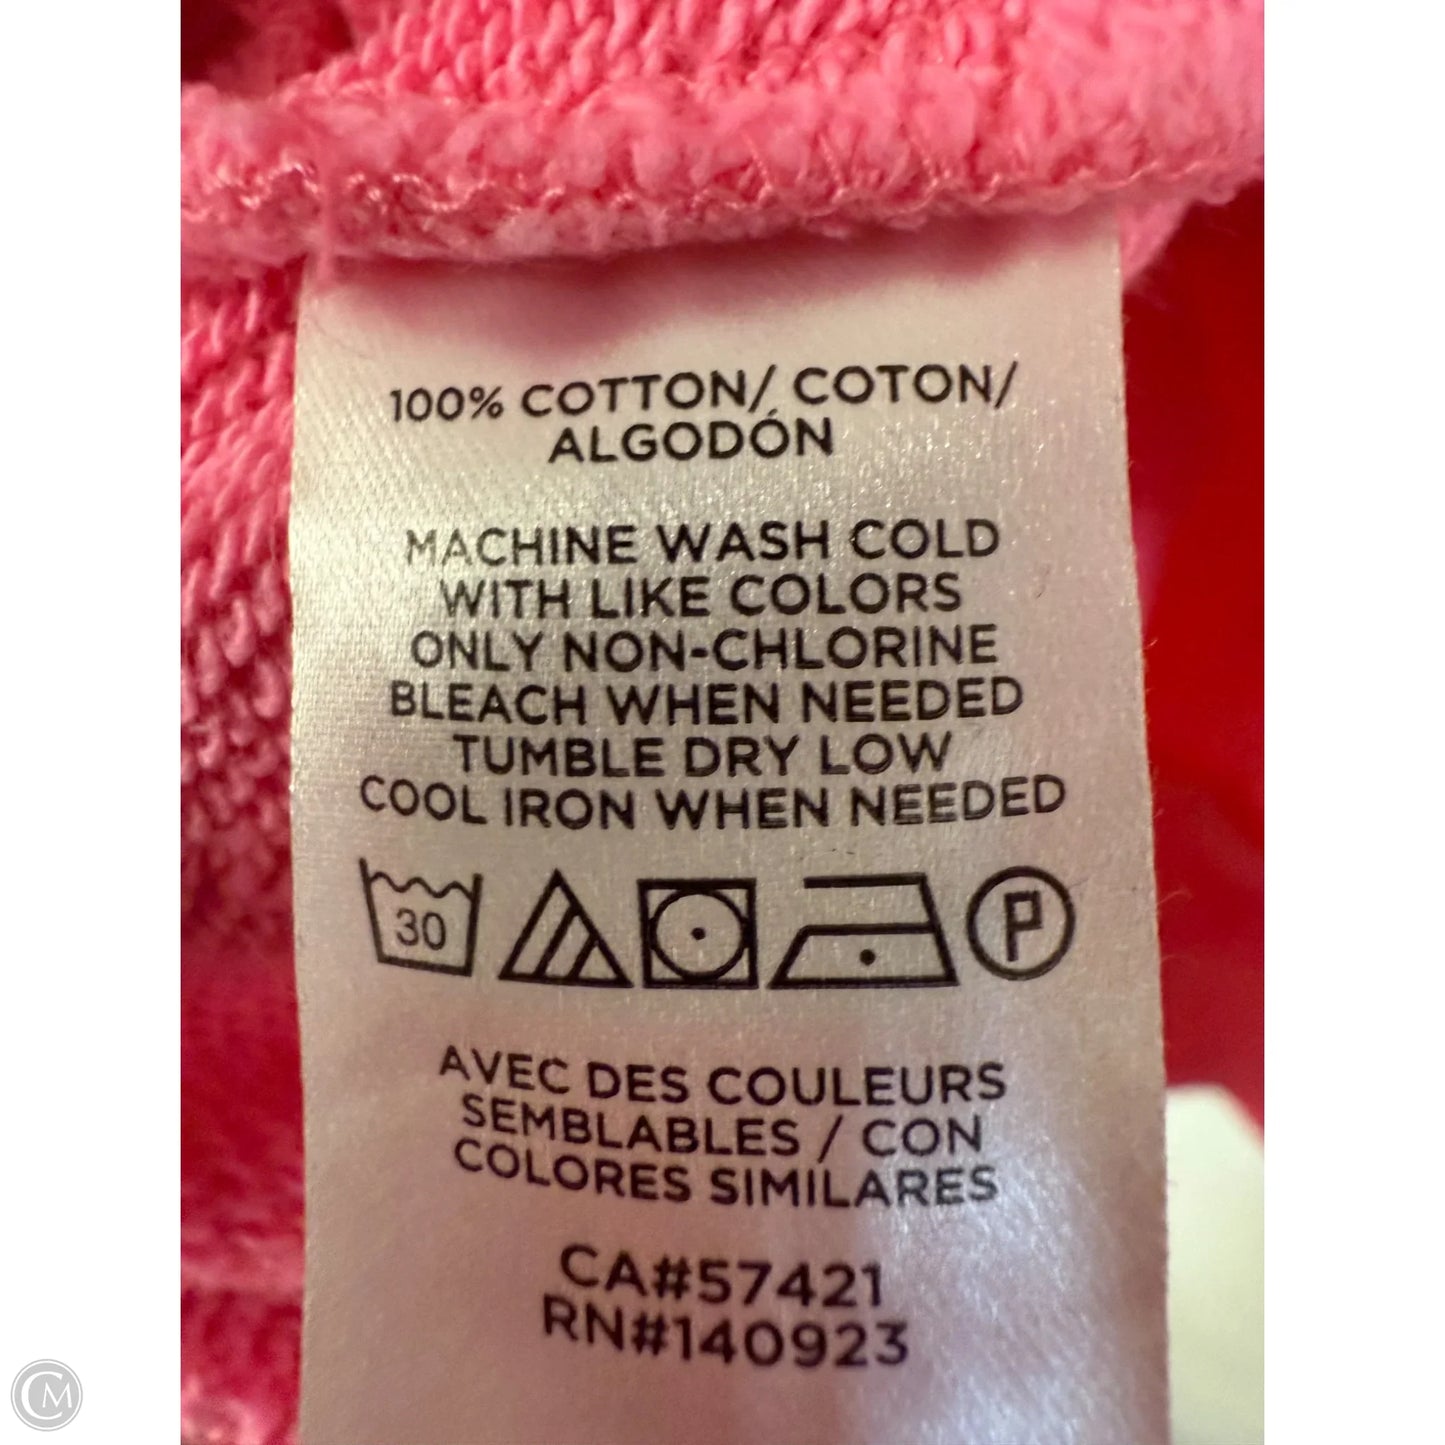 100% COTTON/ COTON/
ALGODÓN
MACHINE WASH COLD
WITH LIKE COLORS
ONLY NON-CHLORINE
BLEACH WHEN NEEDED
TUMBLE DRY LOW
COOL IRON WHEN NEEDED
30 P
AVEC DES COULEURS
SEMBLABLES / CON
COLORES SIMILARES
CA#57421
RN#140923
CM